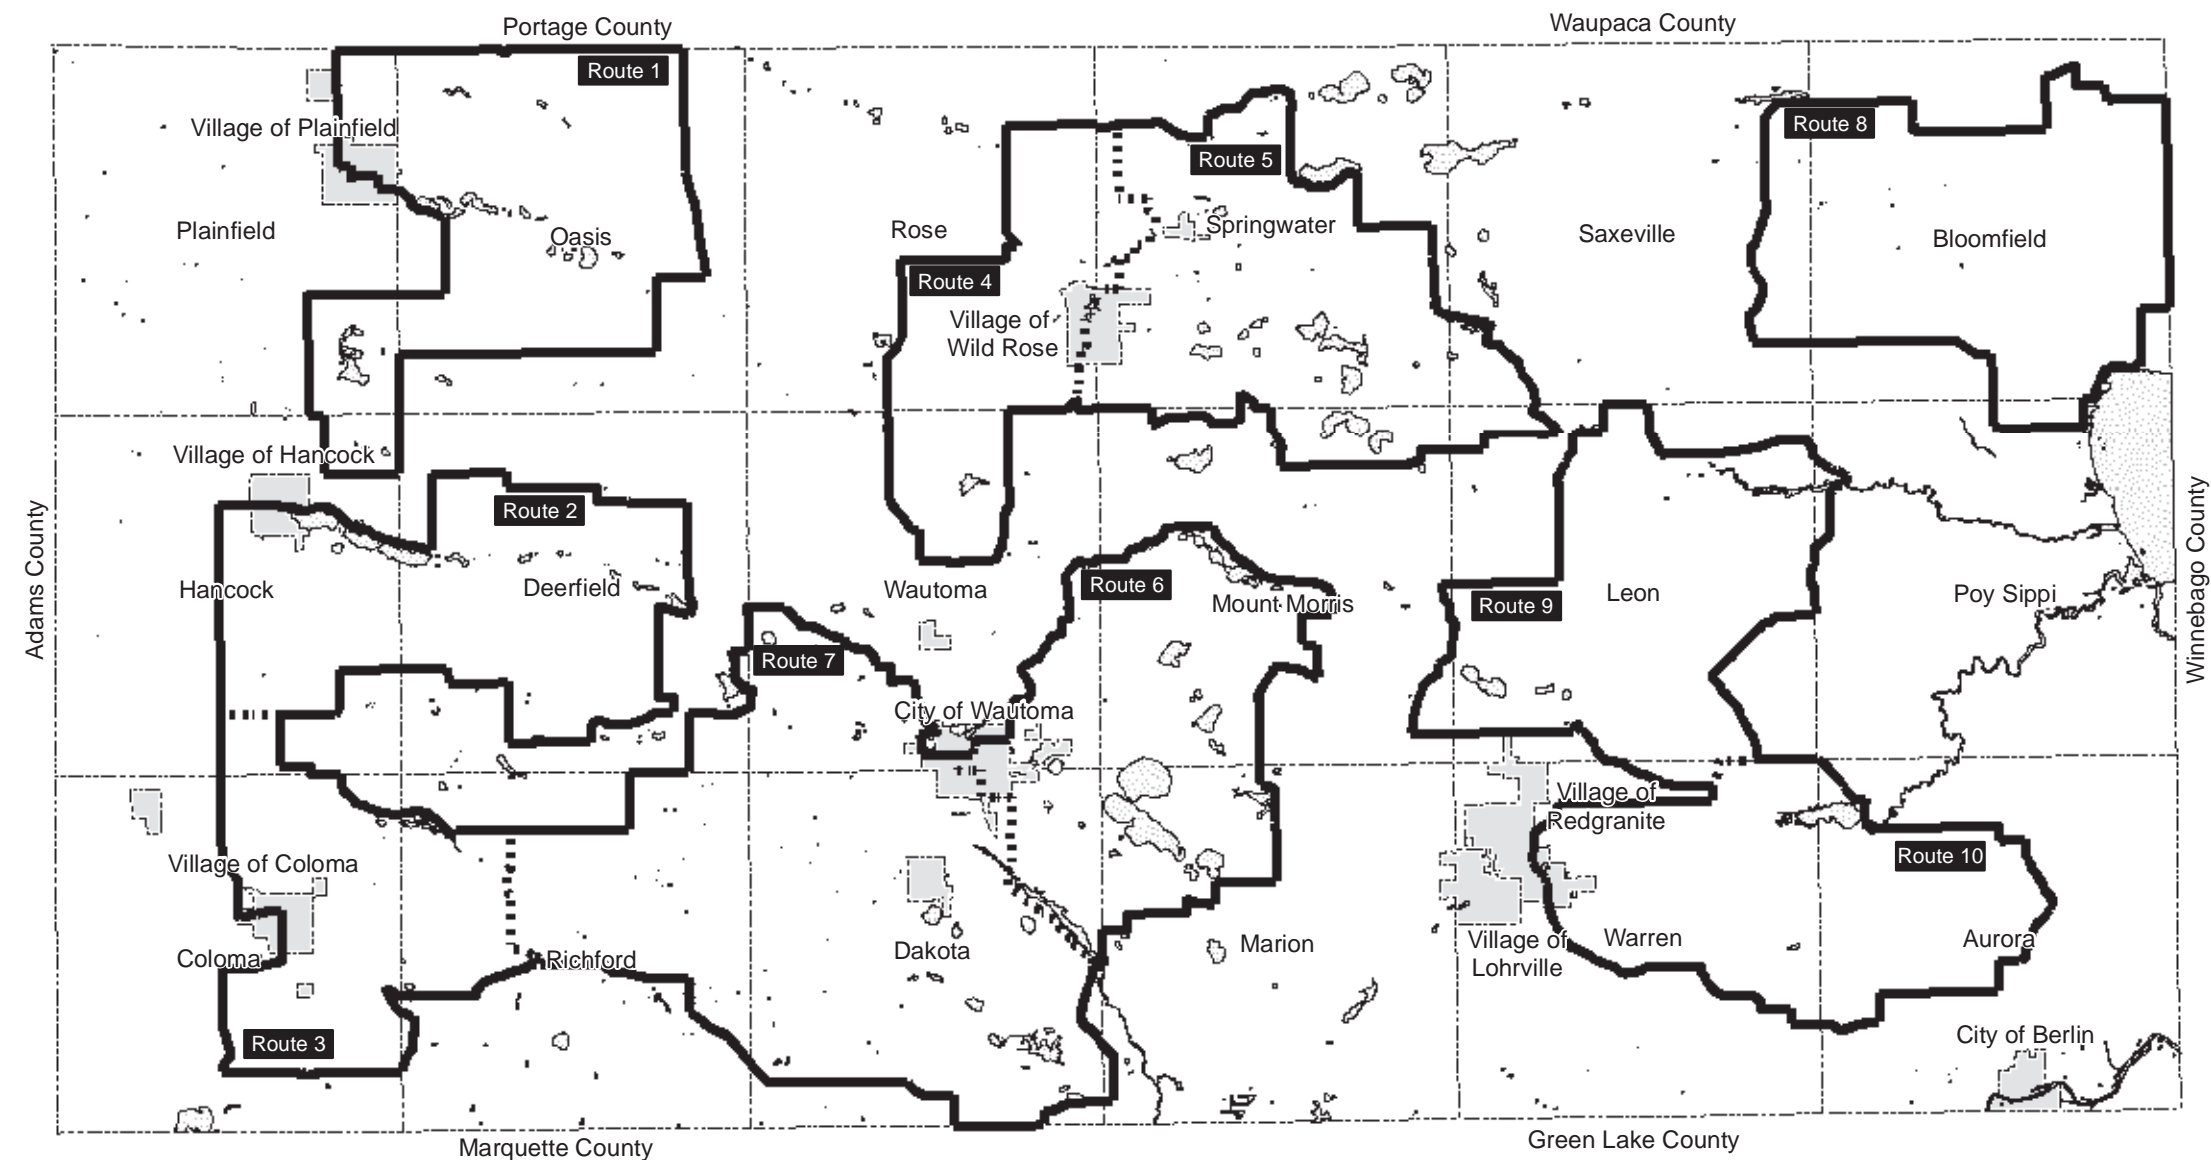 Portage County
Waupaca County
Route 1
Village of Plainfield
Route 8
Route 5
Plainfield
Oasis
Rose
Springwater
Saxeville
Bloomfield
Route 4
Village of
Wild Rose
Village of Hancock
Route 2
Adams County
Winnebago County
Hancock
Deerfield
Wautoma
Route 6
Mount Morris
Route 9
Leon
Poy Sippi
Route 7
City of Wautoma
Village of
Redgranite
Village of Coloma
Route 10
Coloma
Richford
Dakota
Marion
Village of
Lohrville
Warren
Aurora
Route 3
City of Berlin
Marquette County
Green Lake County